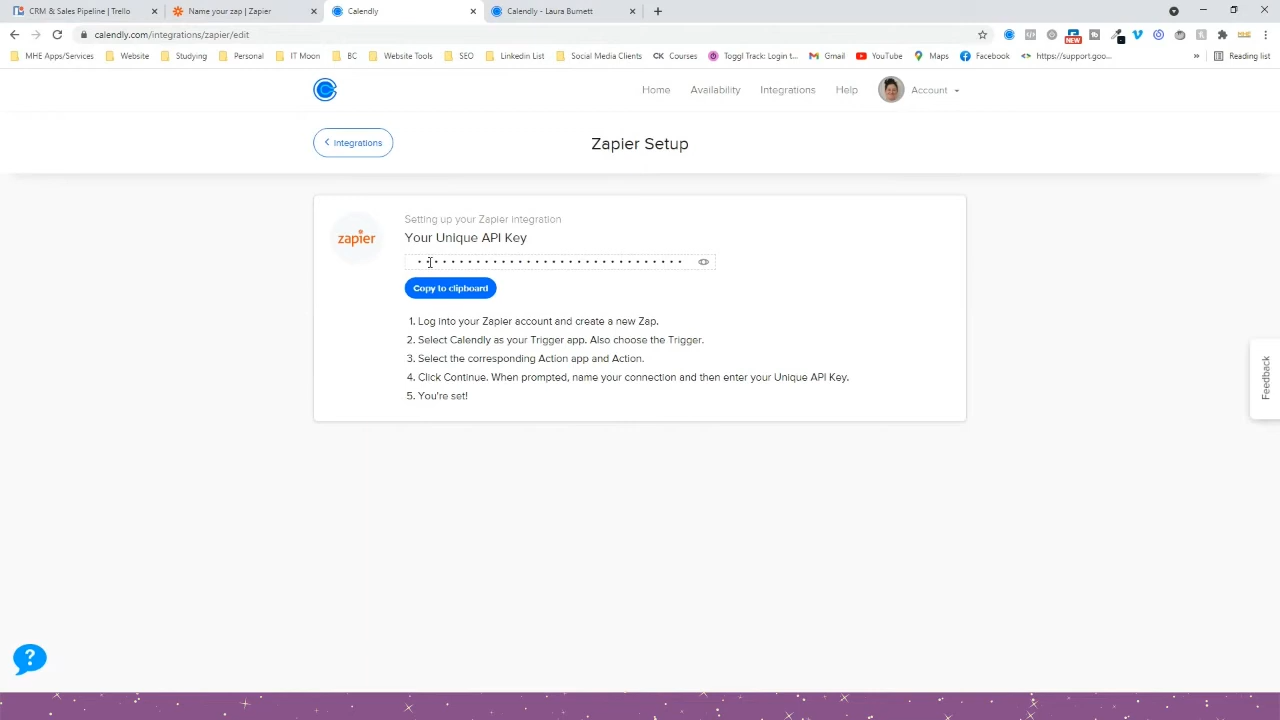 CRM & Sales Pipeline | Trello
Name your zap | Zapier
Calendly
Calendly - Laura Burnett
calendly.com/integrations/zapier/edit
NEW
MHE
MHE Apps/Services
Website
Studying
Personal
IT Moon
BC
Website Tools
SEO
Linkedin List
Social Media Clients
CK Courses
Toggl Track: Login t...
Gmail
YouTube
Maps
Facebook
https://support.goo...
»
Reading list
Home
Availability
Integrations
Help
Account
Integrations
Zapier Setup
zapier
Setting up your Zapier integration
Your Unique API Key
Copy to clipboard
1. Log into your Zapier account and create a new Zap.
2. Select Calendly as your Trigger app. Also choose the Trigger.
3. Select the corresponding Action app and Action.
4. Click Continue. When prompted, name your connection and then enter your Unique API Key.
5. You're set!
Feedback
?